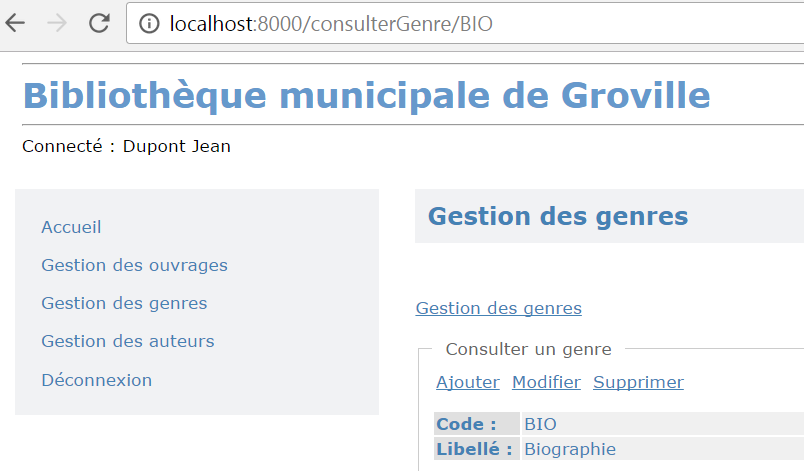 localhost:8000/consulterGenre/BIO
Bibliothèque municipale de Groville
Connecté : Dupont Jean
Accueil
Gestion des ouvrages
Gestion des genres
Gestion des auteurs
Déconnexion
Gestion des genres
Gestion des genres
Consulter un genre
Ajouter Modifier Supprimer
Code : BIO
Libellé : Biographie